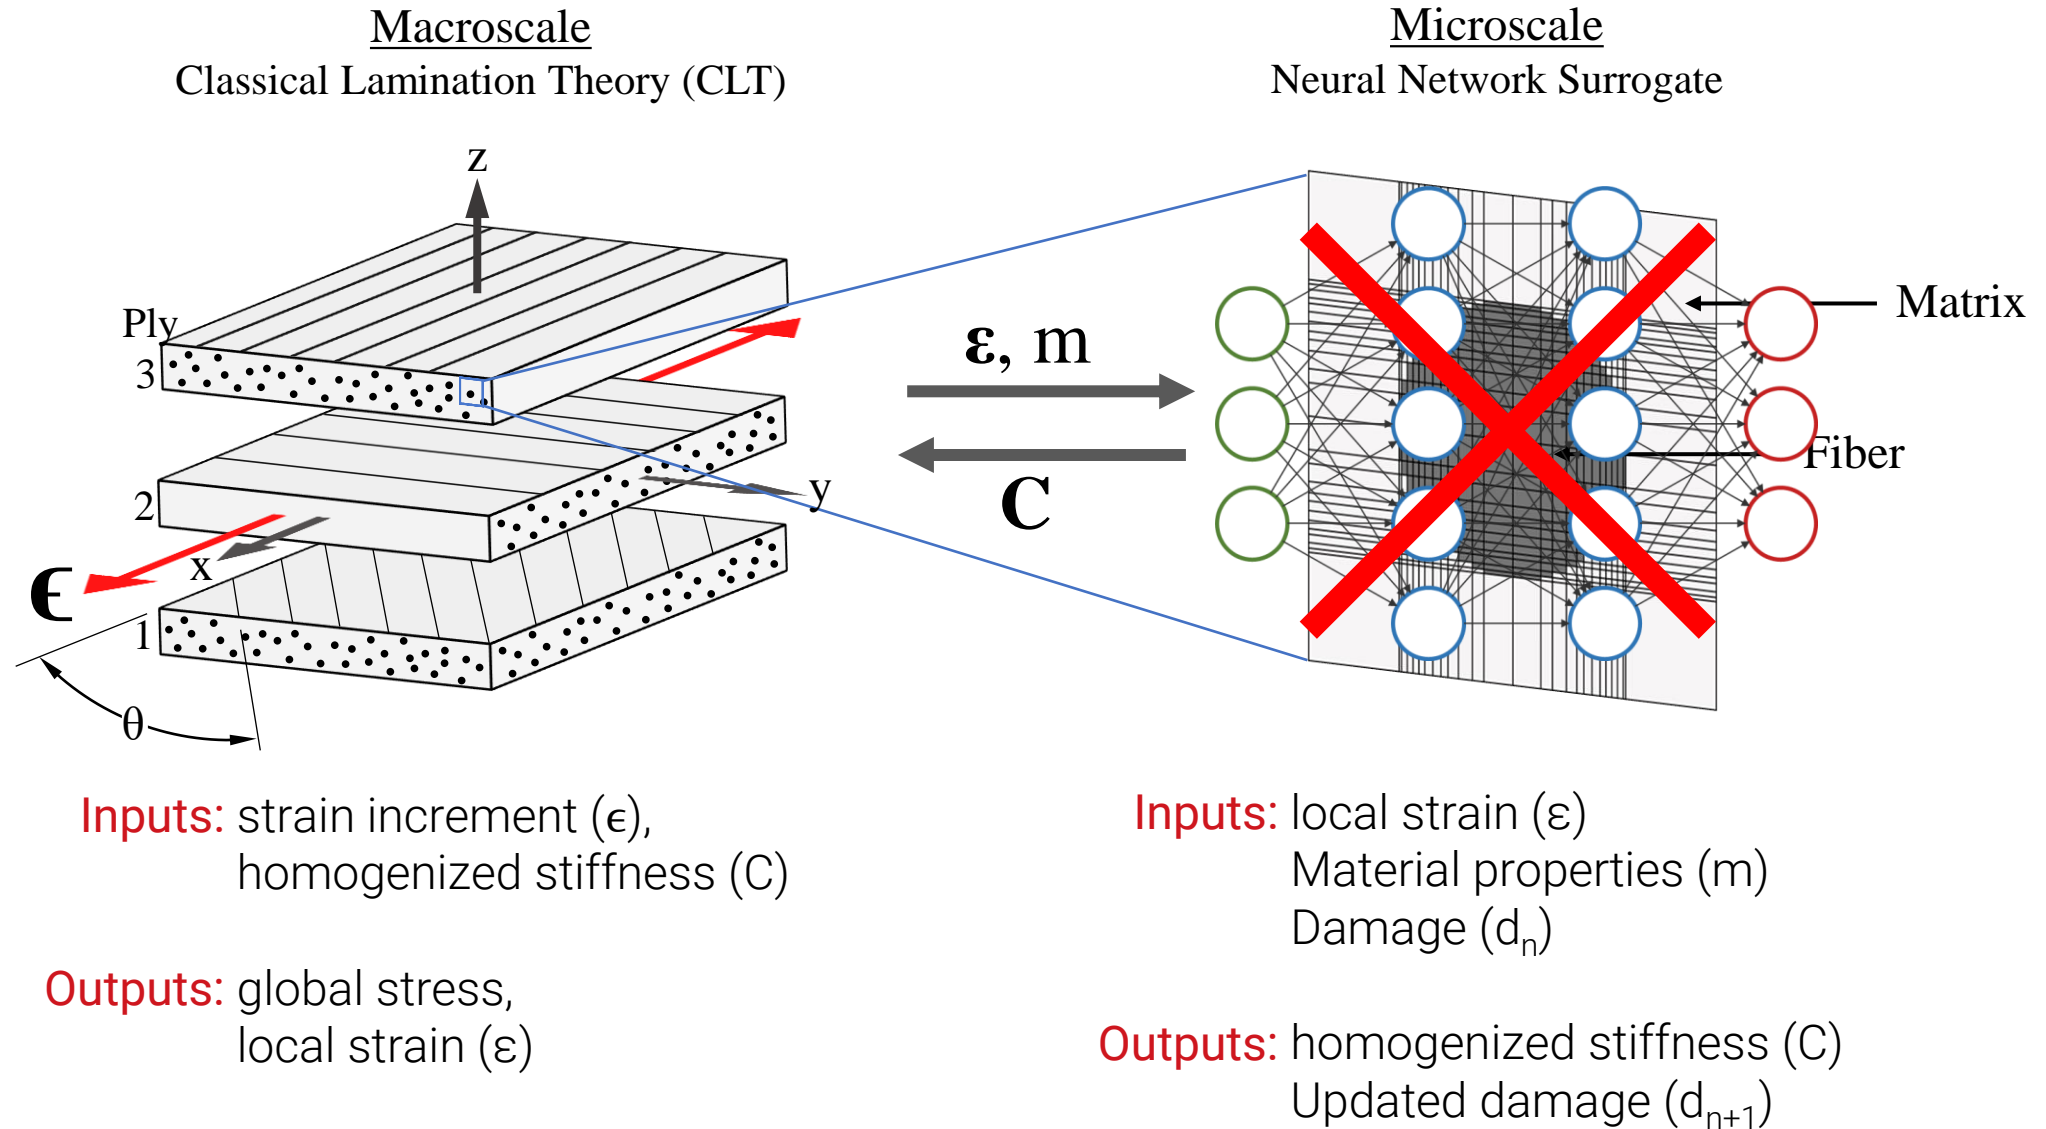 Macroscale
Classical Lamination Theory (CLT)
z
Ply
3
2
y
x
ϵ
1
θ
Inputs: strain increment (ϵ),
homogenized stiffness (C)
Outputs: global stress,
local strain (ε)
ε, m
C
Microscale
Neural Network Surrogate
Matrix
Fiber
Inputs: local strain (ε)
Material properties (m)
Damage (dₙ)
Outputs: homogenized stiffness (C)
Updated damage (dₙ₊₁)